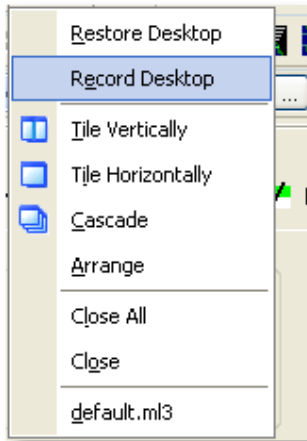 Restore Desktop
Record Desktop
...
Tile Vertically
Tile Horizontally
Cascade
Arrange
Close All
Close
default.ml3